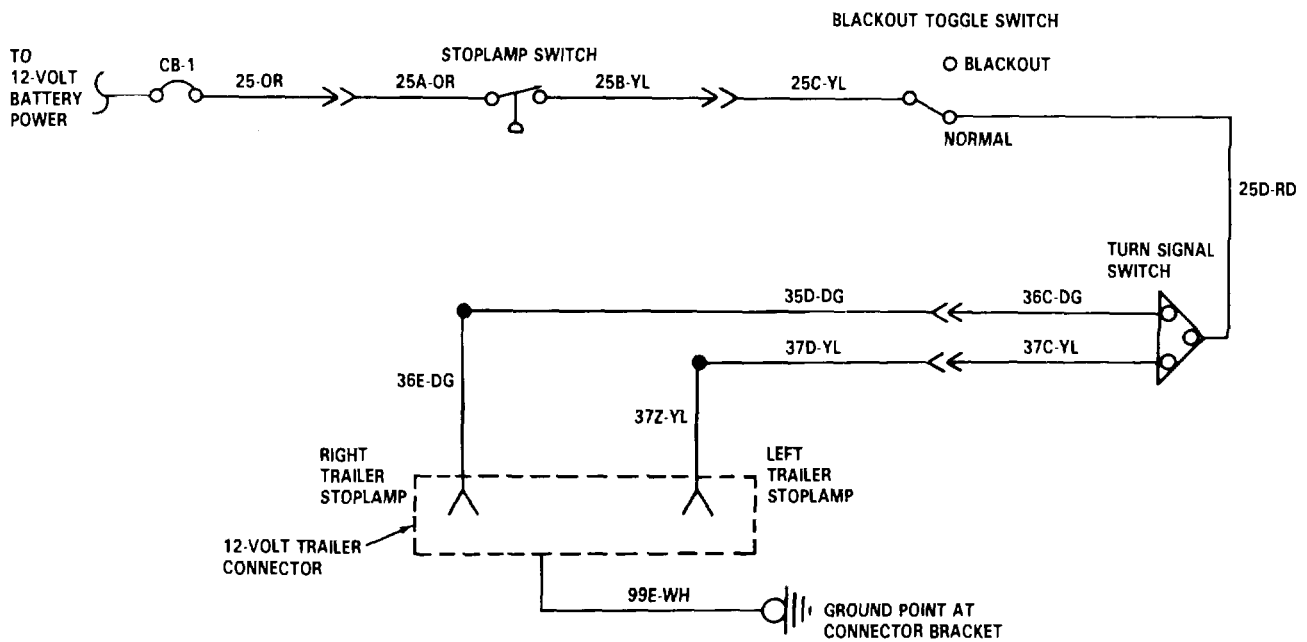 BLACKOUT TOGGLE SWITCH
TO
12-VOLT
BATTERY
POWER
CB-1
25-OR
25A-OR
STOPLAMP SWITCH
25B-YL
25C-YL
BLACKOUT
NORMAL
25D-RD
TURN SIGNAL
SWITCH
35D-DG
36C-DG
37D-YL
37C-YL
36E-DG
37Z-YL
RIGHT
TRAILER
STOPLAMP
LEFT
TRAILER
STOPLAMP
12-VOLT TRAILER
CONNECTOR
99E-WH
GROUND POINT AT
CONNECTOR BRACKET